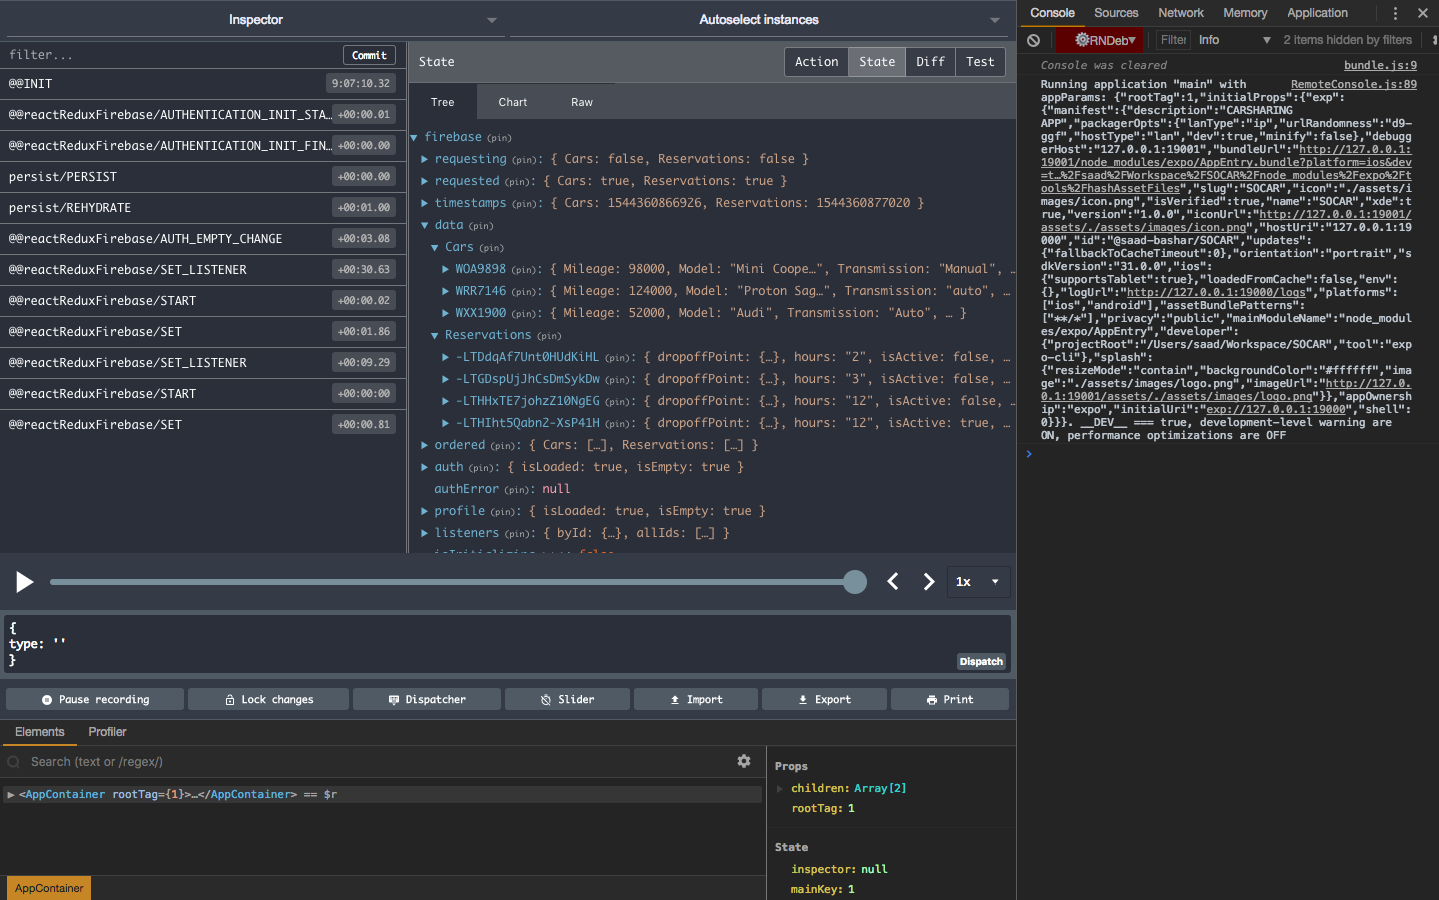 Inspector
Autoselect instances
filter...
Commit
@@INIT
9:07:10.32
@@reactReduxFirebase/AUTHENTICATION_INIT_STA…
+00:00.01
@@reactReduxFirebase/AUTHENTICATION_INIT_FIN…
+00:00.00
persist/PERSIST
+00:00.00
persist/REHYDRATE
+00:01.00
@@reactReduxFirebase/AUTH_EMPTY_CHANGE
+00:03.08
@@reactReduxFirebase/SET_LISTENER
+00:30.63
@@reactReduxFirebase/START
+00:00.02
@@reactReduxFirebase/SET
+00:01.86
@@reactReduxFirebase/SET_LISTENER
+00:09.29
@@reactReduxFirebase/START
+00:00:00
@@reactReduxFirebase/SET
+00:00.81
State
Action
State
Diff
Test
Tree
Chart
Raw
firebase (pin)
requesting (pin): { Cars: false, Reservations: false }
requested (pin): { Cars: true, Reservations: true }
timestamps (pin): { Cars: 1544360866926, Reservations: 1544360877020 }
data (pin)
Cars (pin)
WOA9898 (pin): { Mileage: 98000, Model: "Mini Coope…", Transmission: "Manual", …
WRR7146 (pin): { Mileage: 124000, Model: "Proton Sag…", Transmission: "auto", …
WXX1900 (pin): { Mileage: 52000, Model: "Audi", Transmission: "Auto", … }
Reservations (pin)
-LTDdqAf7Unt0HUdKiHL (pin): { dropoffPoint: {…}, hours: "2", isActive: false, …
-LTGDspUjJhCsDmSykDw (pin): { dropoffPoint: {…}, hours: "3", isActive: false, …
-LTHHxTE7johzZ10NgEG (pin): { dropoffPoint: {…}, hours: "12", isActive: false, …
-LTHIht5Qabn2-XsP41H (pin): { dropoffPoint: {…}, hours: "12", isActive: true, …
ordered (pin): { Cars: […], Reservations: […] }
auth (pin): { isLoaded: true, isEmpty: true }
authError (pin): null
profile (pin): { isLoaded: true, isEmpty: true }
listeners (pin): { byId: {…}, allIds: […] }
1x
{
type: ''
}
Dispatch
Pause recording
Lock changes
Dispatcher
Slider
Import
Export
Print
Elements
Profiler
Search (text or /regex/)
<AppContainer rootTag={1}>…</AppContainer> == $r
AppContainer
Props
children: Array[2]
rootTag: 1
State
inspector: null
mainKey: 1
Console
Sources
Network
Memory
Application
RNDeb
Filter
Info
2 items hidden by filters
Console was cleared
bundle.js:9
Running application "main" with
RemoteConsole.js:89
appParams: {"rootTag":1,"initialProps":{"exp":
{"manifest":{"description":"CARSHARING
APP","packagerOpts":{"lanType":"ip","urlRandomness":"d9-
ggf","hostType":"lan","dev":true,"minify":false},"debugg
erHost":"127.0.0.1:19001","bundleUrl":"http://127.0.0.1:
19001/node_modules/expo/AppEntry.bundle?platform=ios&dev
=t…%2Fsaad%2FWorkspace%2FSOCAR%2Fnode_modules%2Fexpo%2Ft
ools%2FhashAssetFiles","slug":"SOCAR","icon":"./assets/i
mages/icon.png","isVerified":true,"name":"SOCAR","xde":t
rue,"version":"1.0.0","iconUrl":"http://127.0.0.1:19001/
assets/./assets/images/icon.png","hostUri":"127.0.0.1:19
000","id":"@saad-bashar/SOCAR","updates":
{"fallbackToCacheTimeout":0},"orientation":"portrait","s
dkVersion":"31.0.0","ios":
{"supportsTablet":true},"loadedFromCache":false,"env":
{},"logUrl":"http://127.0.0.1:19000/logs","platforms":
["ios","android"],"assetBundlePatterns":
["**/*"],"privacy":"public","mainModuleName":"node_modul
es/expo/AppEntry","developer":
{"projectRoot":"/Users/saad/Workspace/SOCAR","tool":"exp
o-cli"},"splash":
{"resizeMode":"contain","backgroundColor":"#ffffff","ima
ge":"./assets/images/logo.png","imageUrl":"http://127.0.
0.1:19001/assets/./assets/images/logo.png"}},"appOwnersh
ip":"expo","initialUri":"exp://127.0.0.1:19000","shell":
0}}}. __DEV__ === true, development-level warning are
ON, performance optimizations are OFF